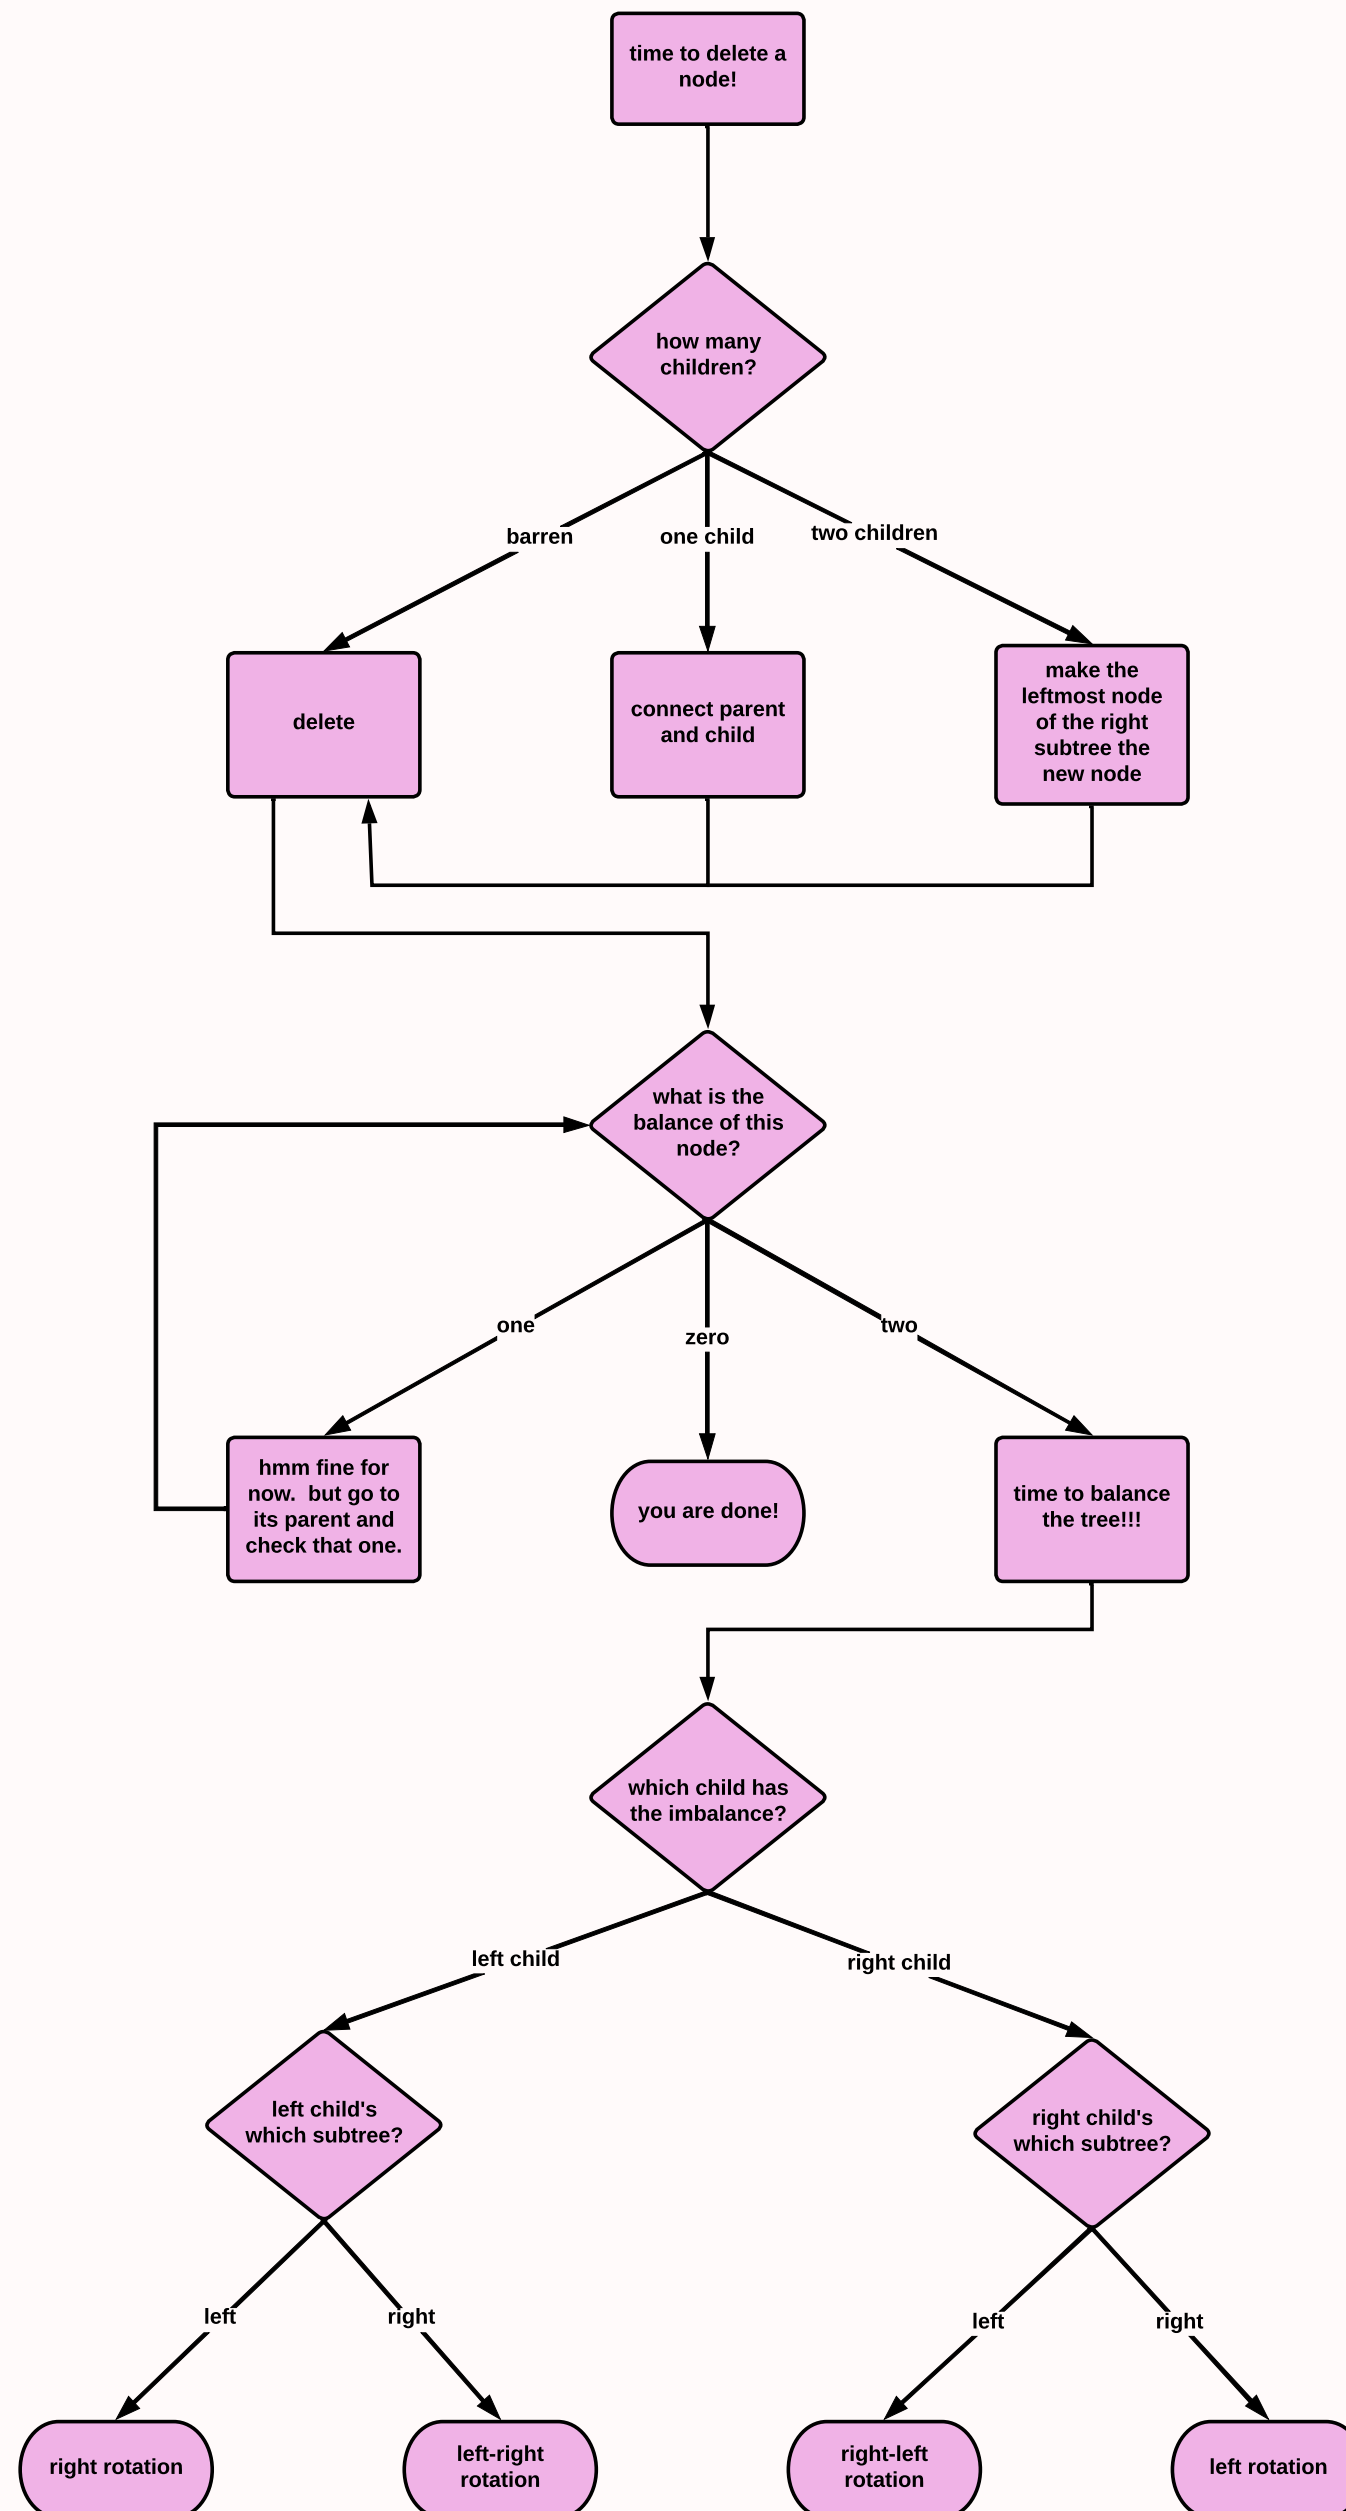 time to delete a
node!
how many
children?
barren
one child
two children
delete
connect parent
and child
make the
leftmost node
of the right
subtree the
new node
what is the
balance of this
node?
one
zero
two
hmm fine for
now.  but go to
its parent and
check that one.
you are done!
time to balance
the tree!!!
which child has
the imbalance?
left child
right child
left child's
which subtree?
right child's
which subtree?
left
right
left
right
right rotation
left-right
rotation
right-left
rotation
left rotation